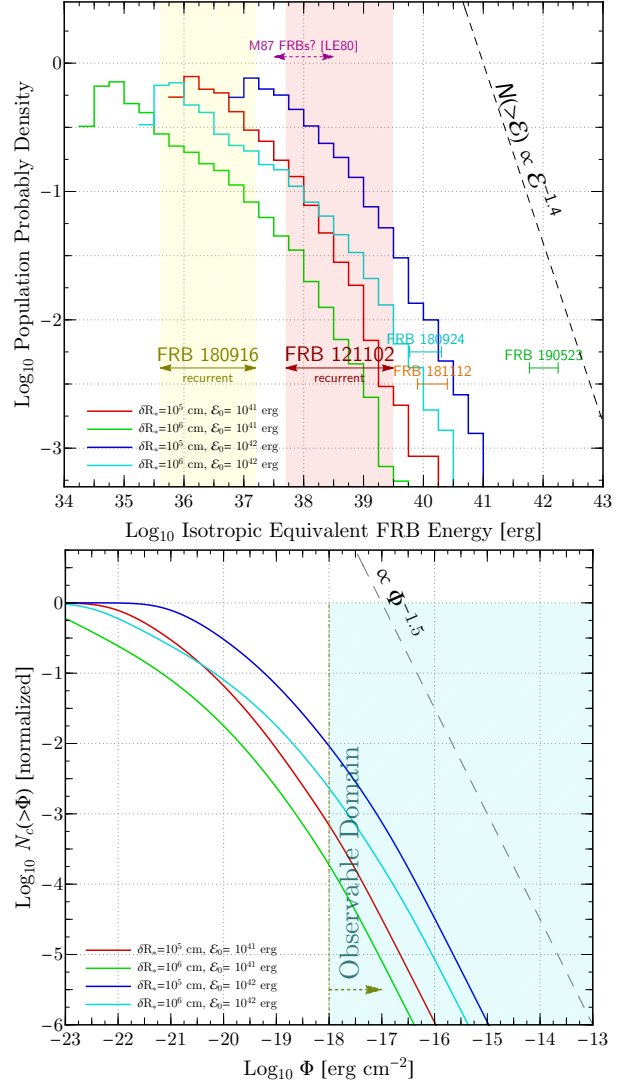 M87 FRBs? [LE80]
N(>ℰ) ∝ ℰ^−1.4
FRB 180924
FRB 190523
FRB 180916
FRB 121102
recurrent
recurrent
FRB 181112
δR*=10^5 cm, ℰ0= 10^41 erg
δR*=10^6 cm, ℰ0= 10^41 erg
δR*=10^5 cm, ℰ0= 10^42 erg
δR*=10^6 cm, ℰ0= 10^42 erg
0
−1
−2
−3
Log10 Population Probably Density
34 35 36 37 38 39 40 41 42 43
Log10 Isotropic Equivalent FRB Energy [erg]
∝ Φ^−1.5
Observable Domain
δR*=10^5 cm, ℰ0= 10^41 erg
δR*=10^6 cm, ℰ0= 10^41 erg
δR*=10^5 cm, ℰ0= 10^42 erg
δR*=10^6 cm, ℰ0= 10^42 erg
0
−1
−2
−3
−4
−5
−6
Log10 Nc(>Φ) [normalized]
−23 −22 −21 −20 −19 −18 −17 −16 −15 −14 −13
Log10 Φ [erg cm^−2]